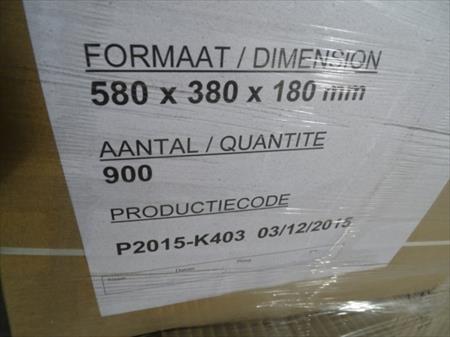 FORMAAT / DIMENSION
580 x 380 x 180 mm
AANTAL / QUANTITE
900
PRODUCTIECODE
P2015-K403 03/12/2015